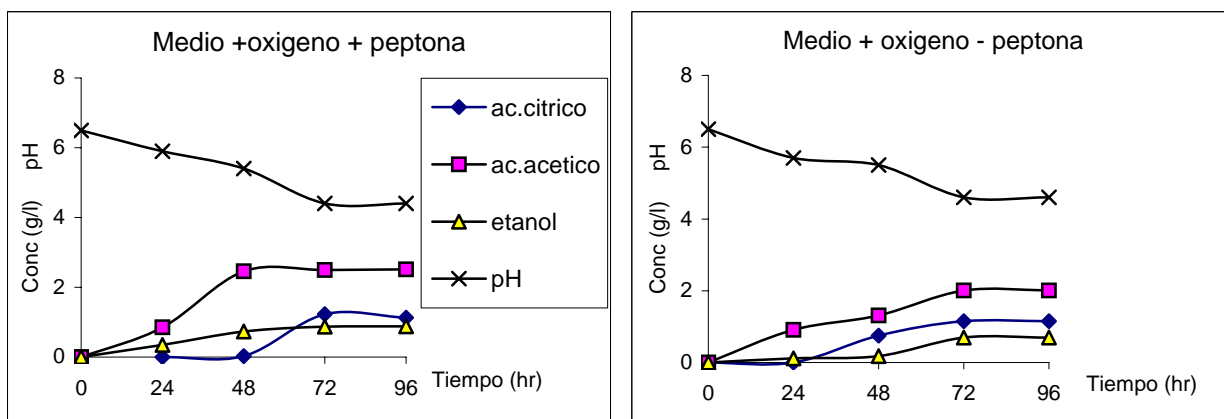 Medio +oxigeno + peptona
8
6
4
2
0
pH
Conc (g/l)
0 24 48 72 96
Tiempo (hr)
ac.citrico
ac.acetico
etanol
pH
Medio + oxigeno - peptona
8
6
4
2
0
pH
Conc (g/l)
0 24 48 72 96
Tiempo (hr)